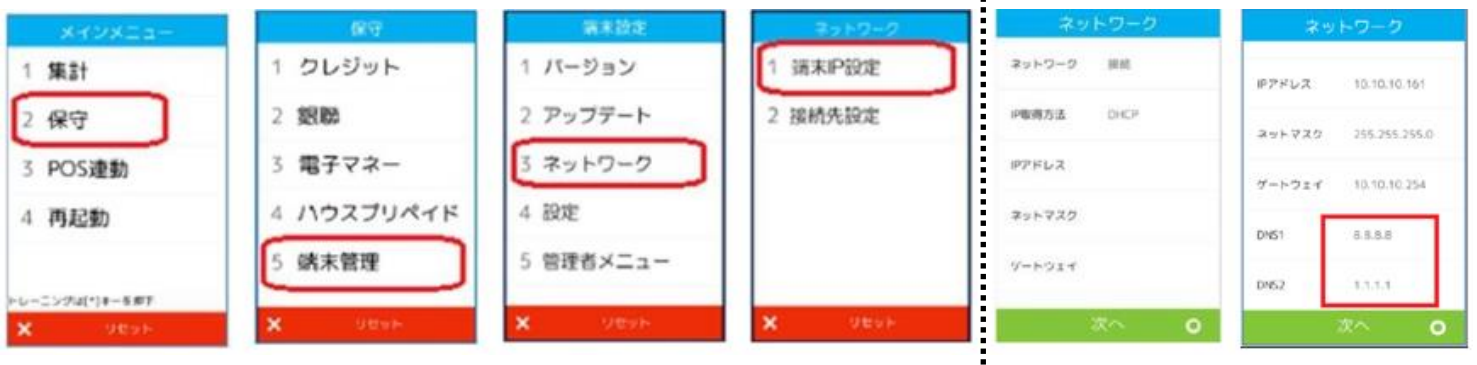 メインメニュー
1 集計
2 保守
3 POS連動
4 再起動
トレーニングは[*]キーを押下
× リセット
保守
1 クレジット
2 銀聯
3 電子マネー
4 ハウスプリペイド
5 端末管理
× リセット
端末設定
1 バージョン
2 アップデート
3 ネットワーク
4 設定
5 管理者メニュー
× リセット
ネットワーク
1 端末IP設定
2 接続先設定
× リセット
ネットワーク
ネットワーク 接続
IP取得方法 DHCP
IPアドレス
ネットマスク
ゲートウェイ
次へ
ネットワーク
IPアドレス 10.10.10.161
ネットマスク 255.255.255.0
ゲートウェイ 10.10.10.254
DNS1 8.8.8.8
DNS2 1.1.1.1
次へ